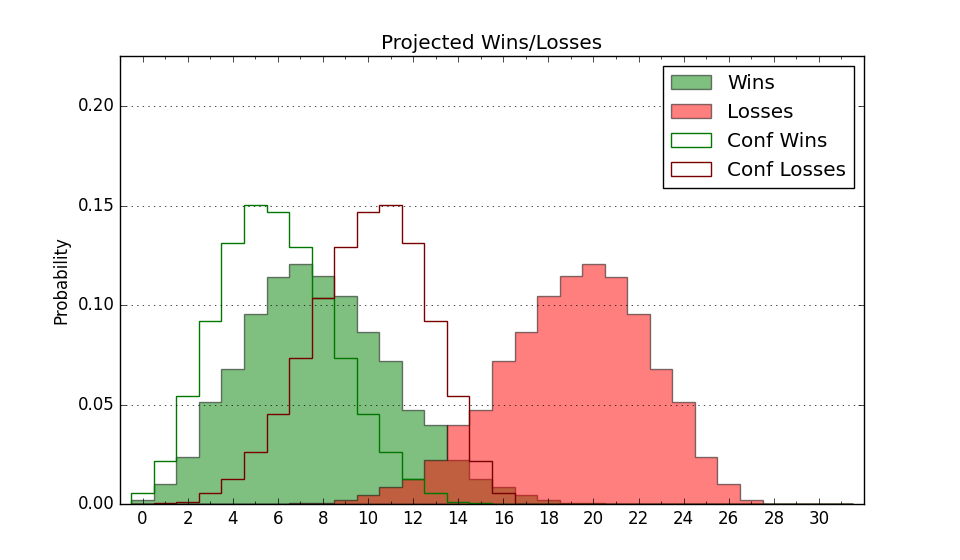 Projected Wins/Losses
Wins
Losses
Conf Wins
Conf Losses
Probability
0.20
0.15
0.10
0.05
0.00
0 2 4 6 8 10 12 14 16 18 20 22 24 26 28 30